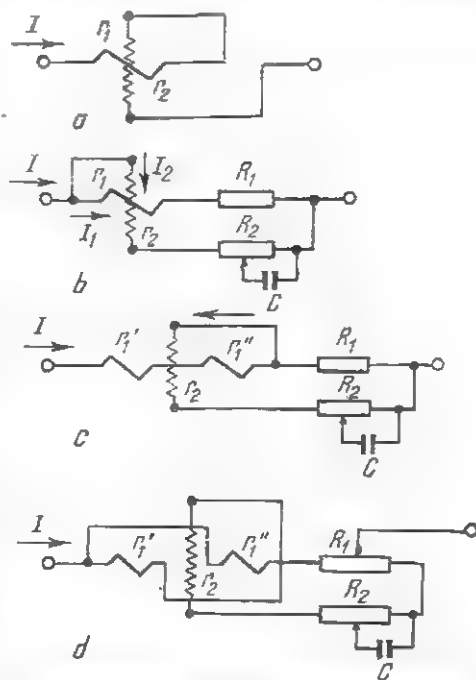 I r₁
r₂
a
I r₁ I₂ R₁
I₁ r₂ R₂
C
b
I r₁' r₁'' R₁
r₂ R₂
C
c
I r₁' r₁'' R₁
r₂ R₂
C
d